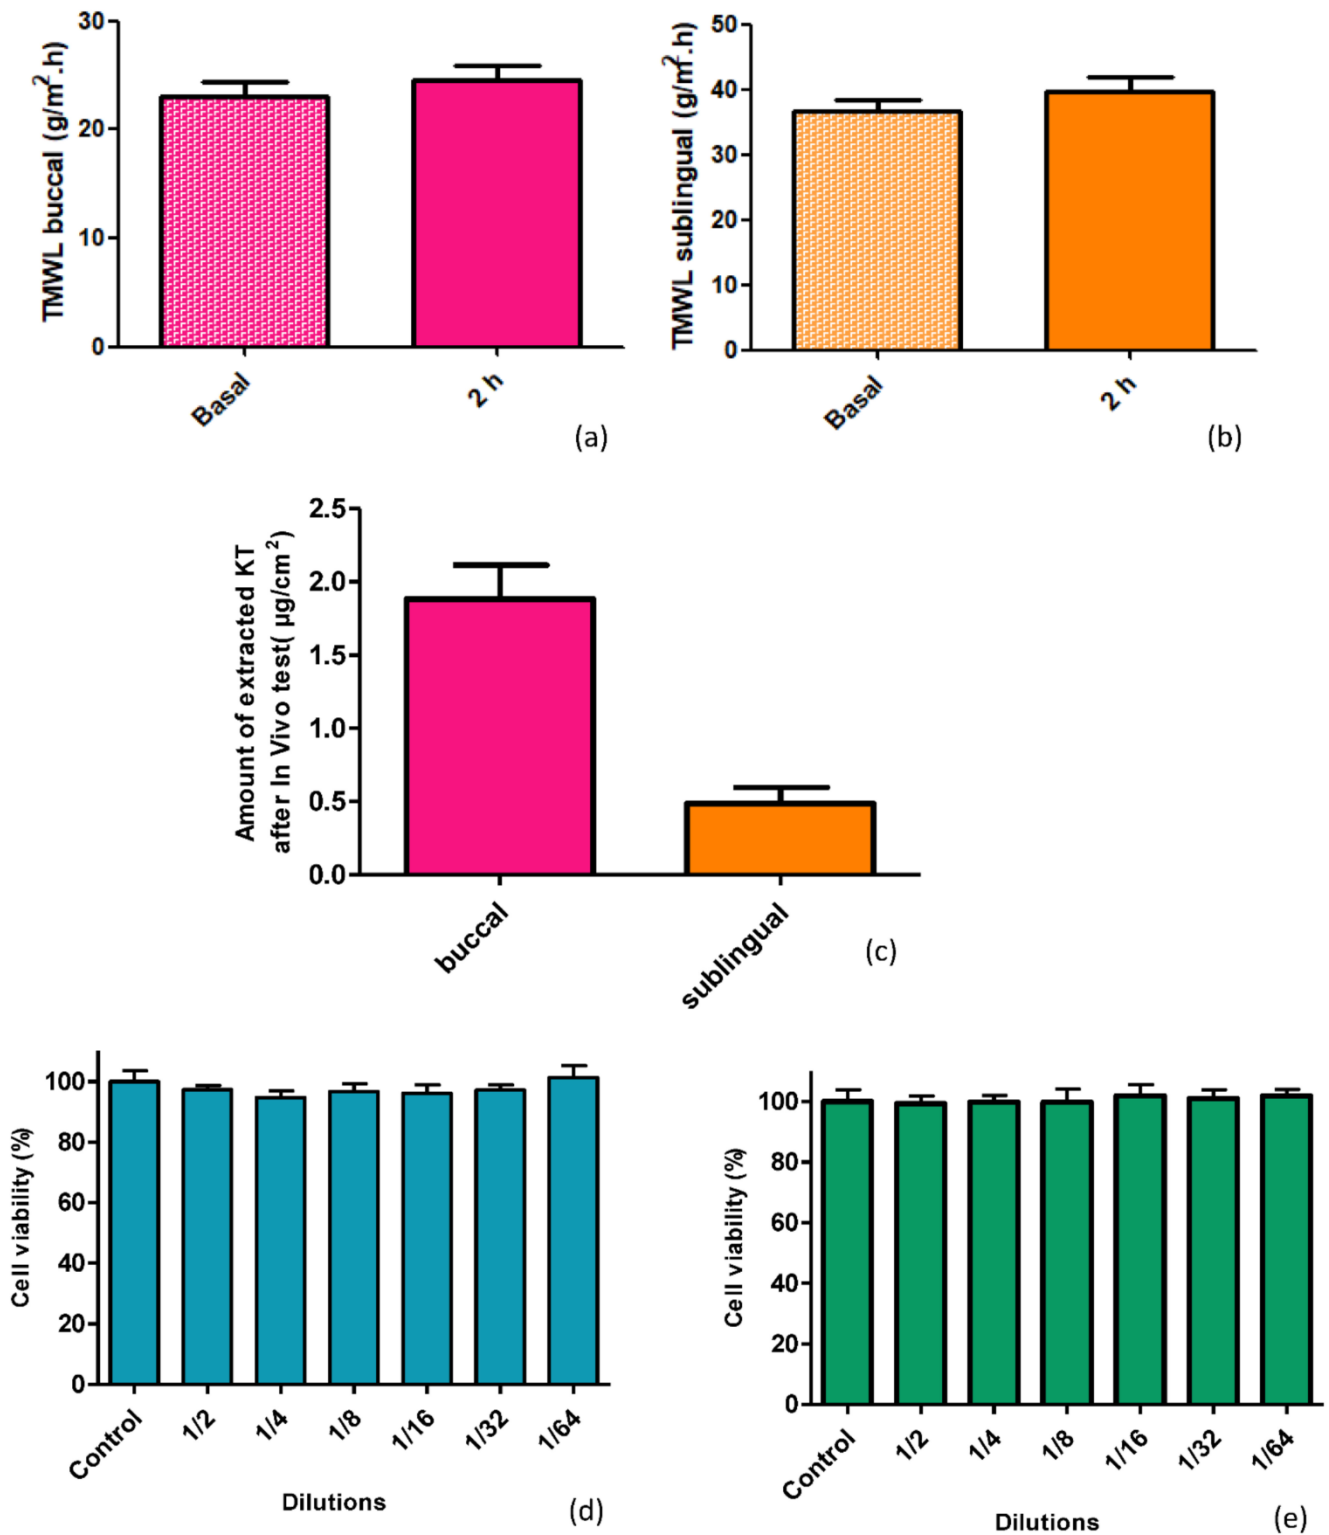 30
20
10
0
TMWL buccal (g/m².h)
Basal
2 h
(a)
50
40
30
20
10
0
TMWL sublingual (g/m².h)
Basal
2 h
(b)
2.5
2.0
1.5
1.0
0.5
0.0
Amount of extracted KT
after In Vivo test( µg/cm²)
buccal
sublingual
(c)
100
80
60
40
20
0
Cell viability (%)
Control
1/2
1/4
1/8
1/16
1/32
1/64
Dilutions
(d)
100
80
60
40
20
0
Cell viability (%)
Control
1/2
1/4
1/8
1/16
1/32
1/64
Dilutions
(e)